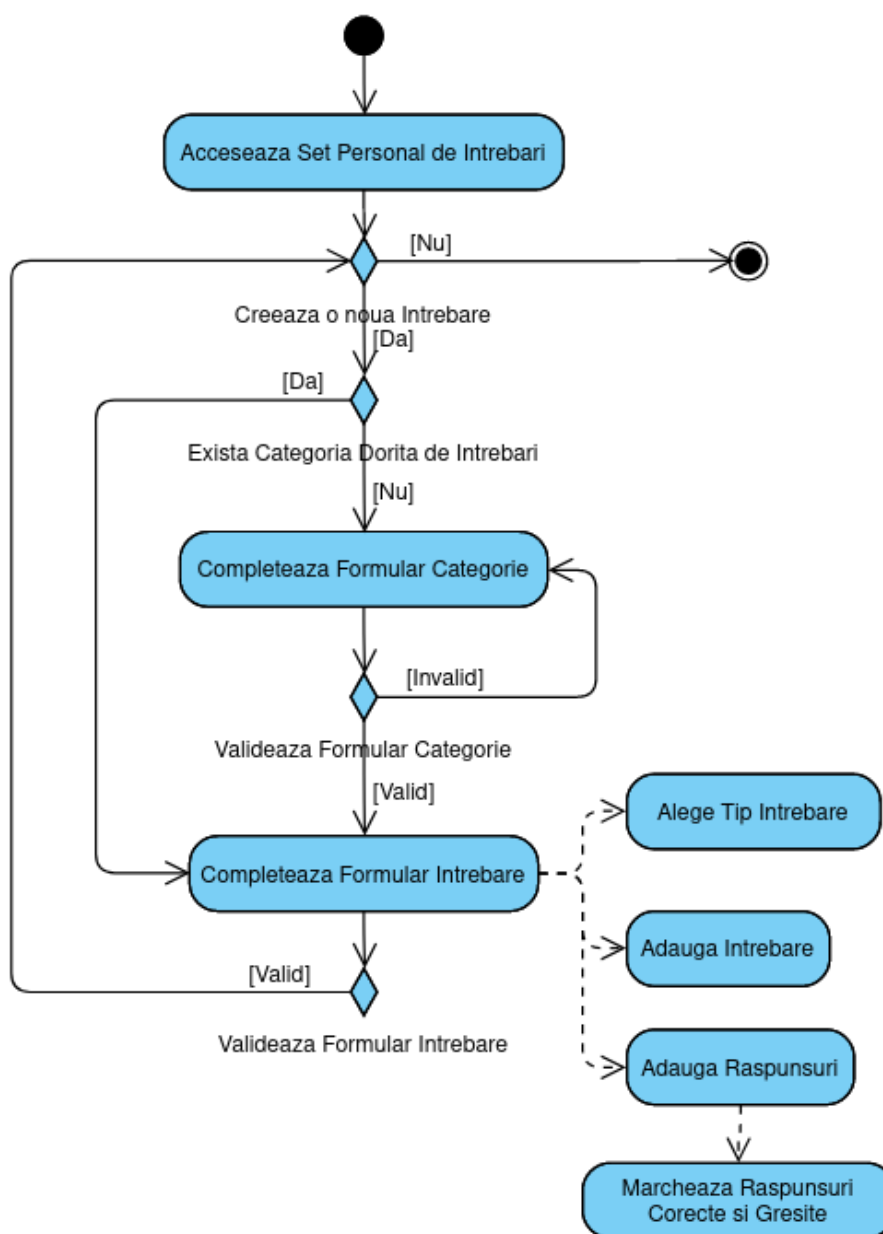 Acceseaza Set Personal de Intrebari
[Nu]
Creeaza o noua Intrebare
[Da]
[Da]
Exista Categoria Dorita de Intrebari
[Nu]
Completeaza Formular Categorie
[Invalid]
Valideaza Formular Categorie
[Valid]
Alege Tip Intrebare
Completeaza Formular Intrebare
Adauga Intrebare
[Valid]
Valideaza Formular Intrebare
Adauga Raspunsuri
Marcheaza Raspunsuri
Corecte si Gresite